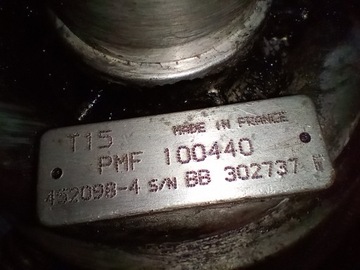 T15 MADE IN FRANCE
PMF 100440
452098-4 S/N BB 302737